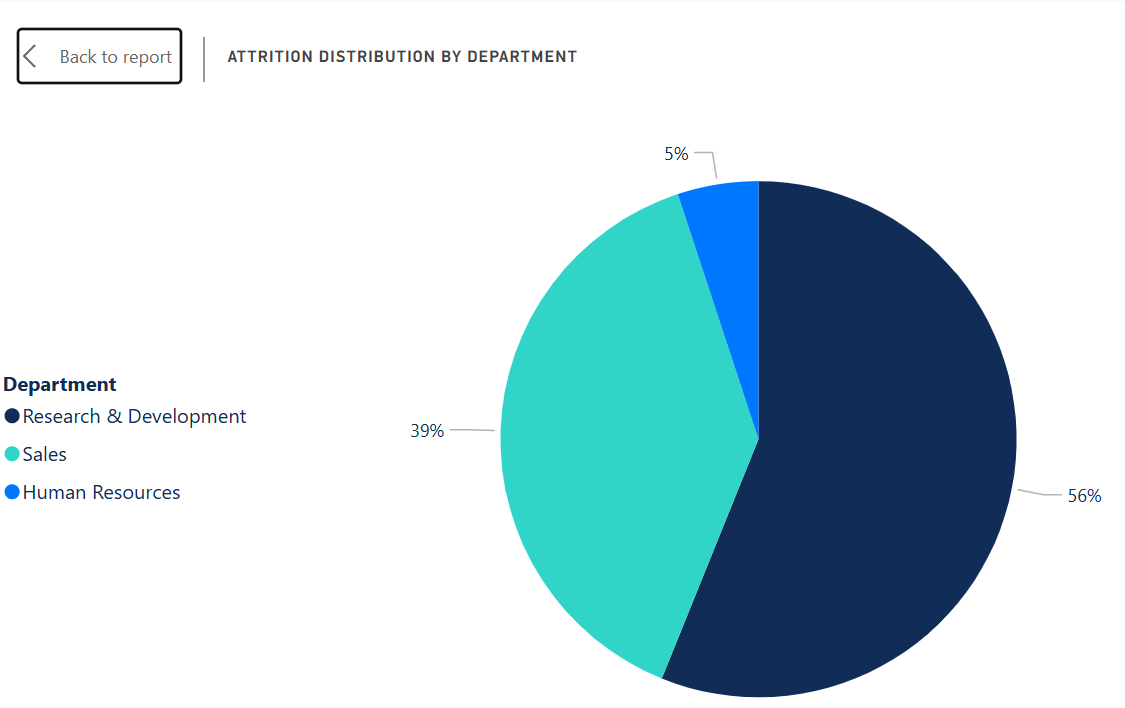 Back to report
ATTRITION DISTRIBUTION BY DEPARTMENT
5%
39%
56%
Department
Research & Development
Sales
Human Resources